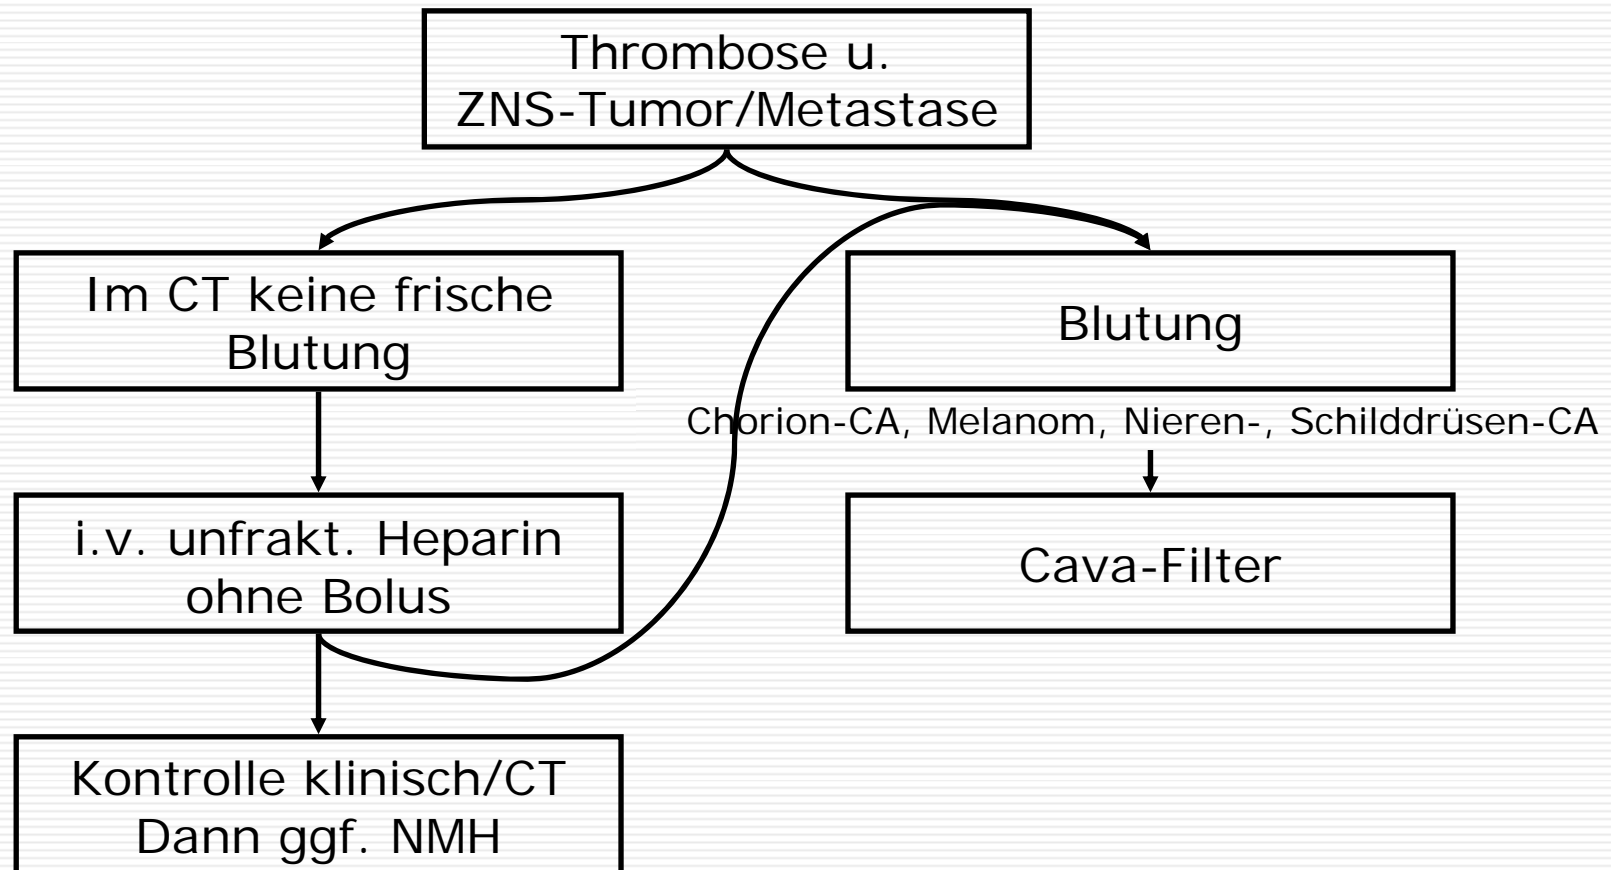 Thrombose u.
ZNS-Tumor/Metastase
Im CT keine frische
Blutung
Blutung
Chorion-CA, Melanom, Nieren-, Schilddrüsen-CA
i.v. unfrakt. Heparin
ohne Bolus
Cava-Filter
Kontrolle klinisch/CT
Dann ggf. NMH